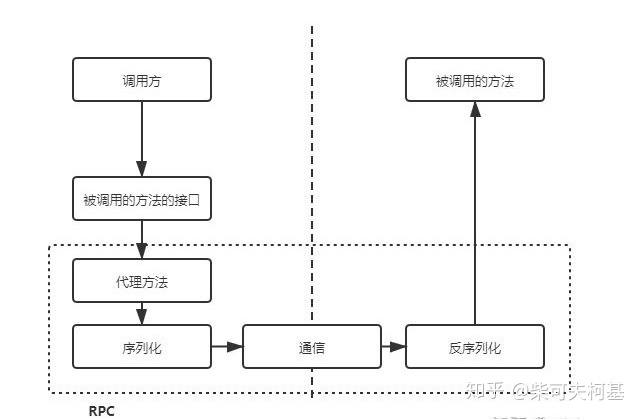 调用方
被调用的方法
被调用的方法的接口
代理方法
序列化
通信
反序列化
RPC
知乎 @柴可夫柯基